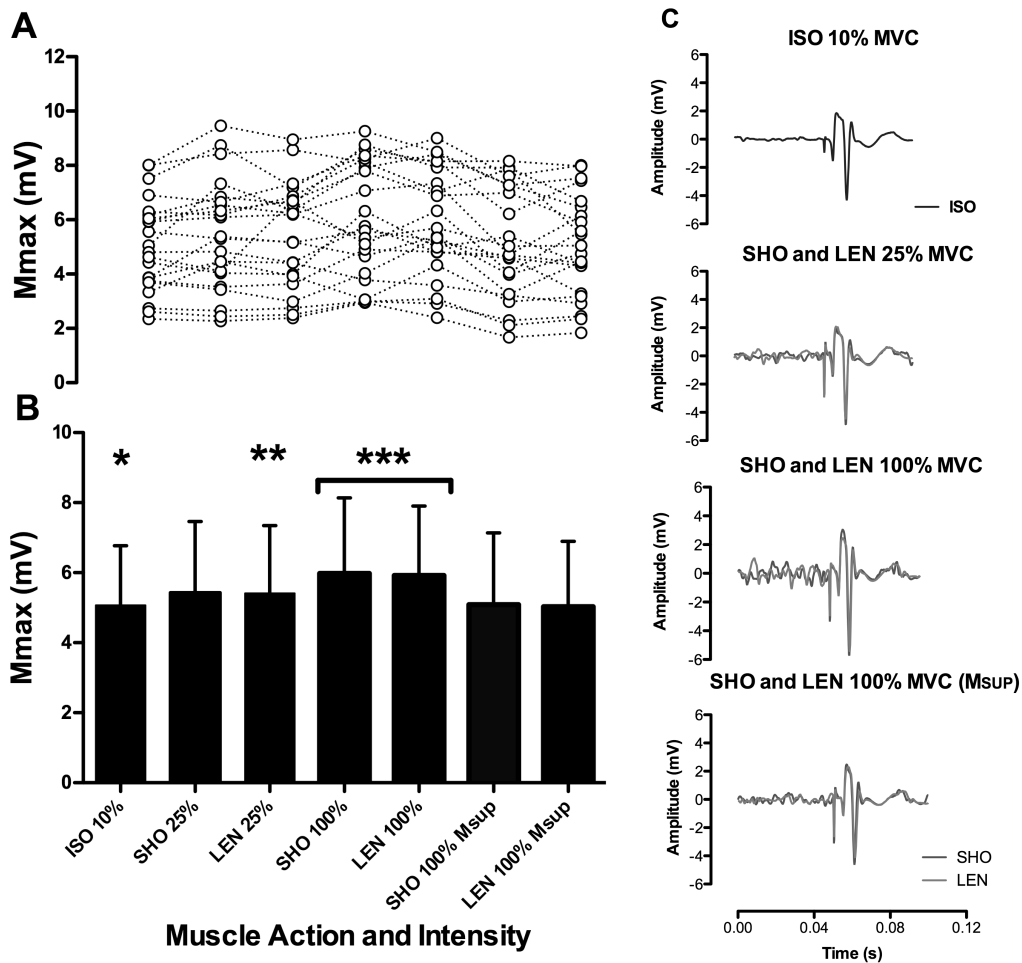 A
Mmax (mV)
12
10
8
6
4
2
0
B
Mmax (mV)
10
8
6
4
2
0
*
**
***
ISO 10%
SHO 25%
LEN 25%
SHO 100%
LEN 100%
SHO 100% Msup
LEN 100% Msup
Muscle Action and Intensity
C
ISO 10% MVC
Amplitude (mV)
6
4
2
0
-2
-4
-6
ISO
SHO and LEN 25% MVC
Amplitude (mV)
6
4
2
0
-2
-4
-6
SHO and LEN 100% MVC
Amplitude (mV)
6
4
2
0
-2
-4
-6
SHO and LEN 100% MVC (MSUP)
Amplitude (mV)
6
4
2
0
-2
-4
-6
SHO
LEN
0.00 0.04 0.08 0.12
Time (s)